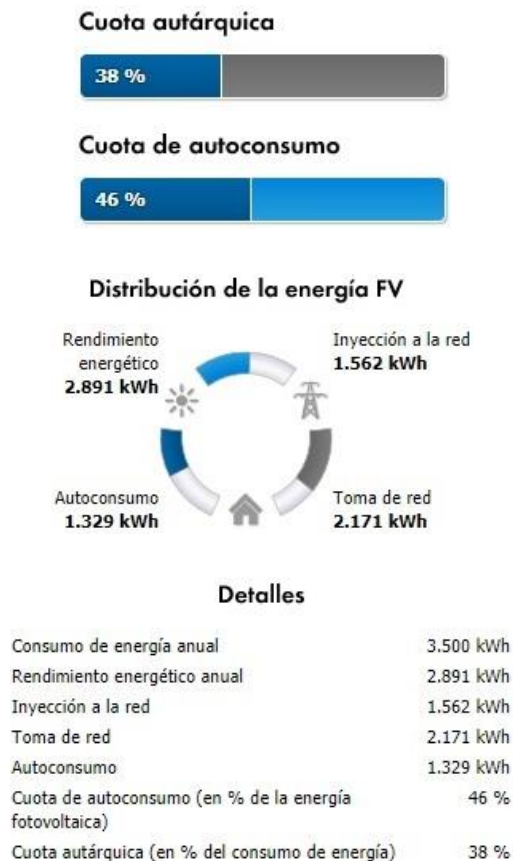 Cuota autárquica
38 %
Cuota de autoconsumo
46 %
Distribución de la energía FV
Rendimiento
energético
2.891 kWh
Inyección a la red
1.562 kWh
Autoconsumo
1.329 kWh
Toma de red
2.171 kWh
Detalles
Consumo de energía anual 3.500 kWh
Rendimiento energético anual 2.891 kWh
Inyección a la red 1.562 kWh
Toma de red 2.171 kWh
Autoconsumo 1.329 kWh
Cuota de autoconsumo (en % de la energía 46 %
fotovoltaica)
Cuota autárquica (en % del consumo de energía) 38 %